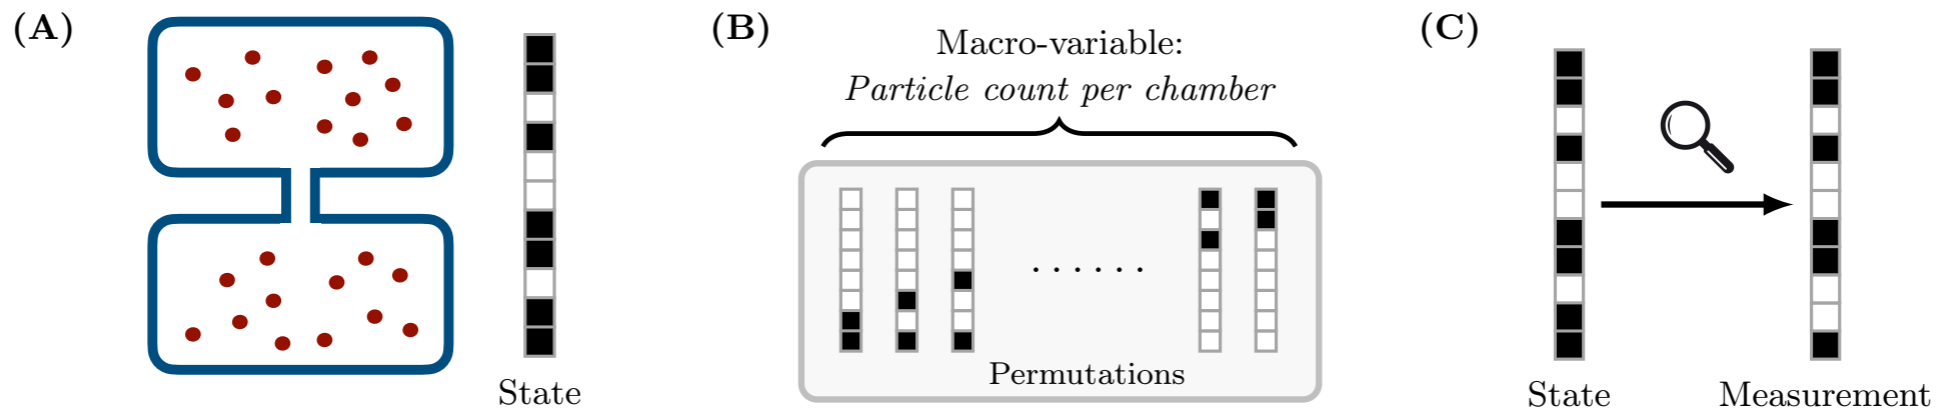 (A)
State
(B)
Macro-variable:
Particle count per chamber
......
Permutations
(C)
State
Measurement